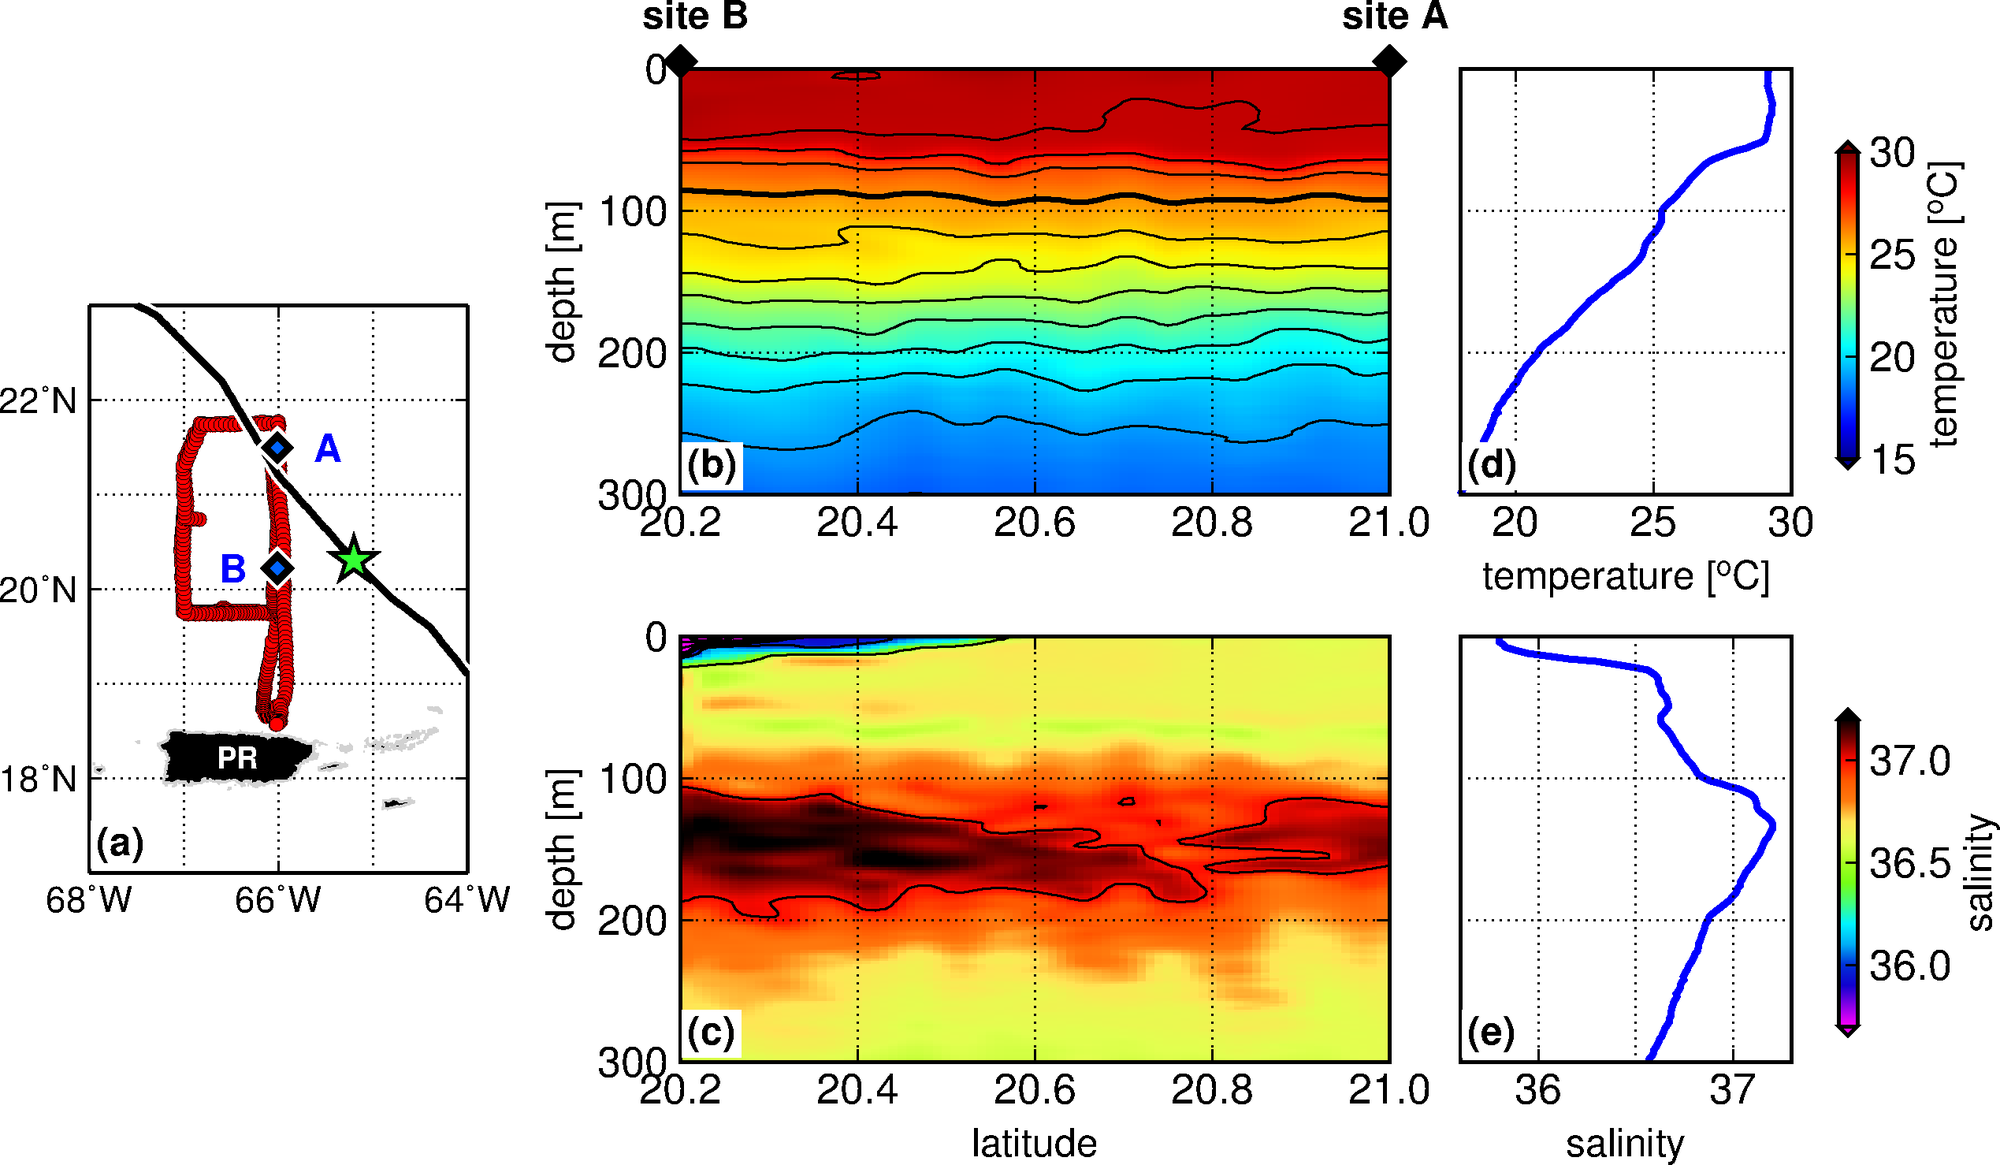 site B
site A
0
100
200
300
depth [m]
(b)
20.2
20.4
20.6
20.8
21.0
(d)
20
25
30
temperature [ºC]
30
25
20
15
temperature [ºC]
22˚N
20˚N
18˚N
A
B
PR
(a)
68˚W
66˚W
64˚W
0
100
200
300
depth [m]
(c)
20.2
20.4
20.6
20.8
21.0
latitude
(e)
36
37
salinity
37.0
36.5
36.0
salinity